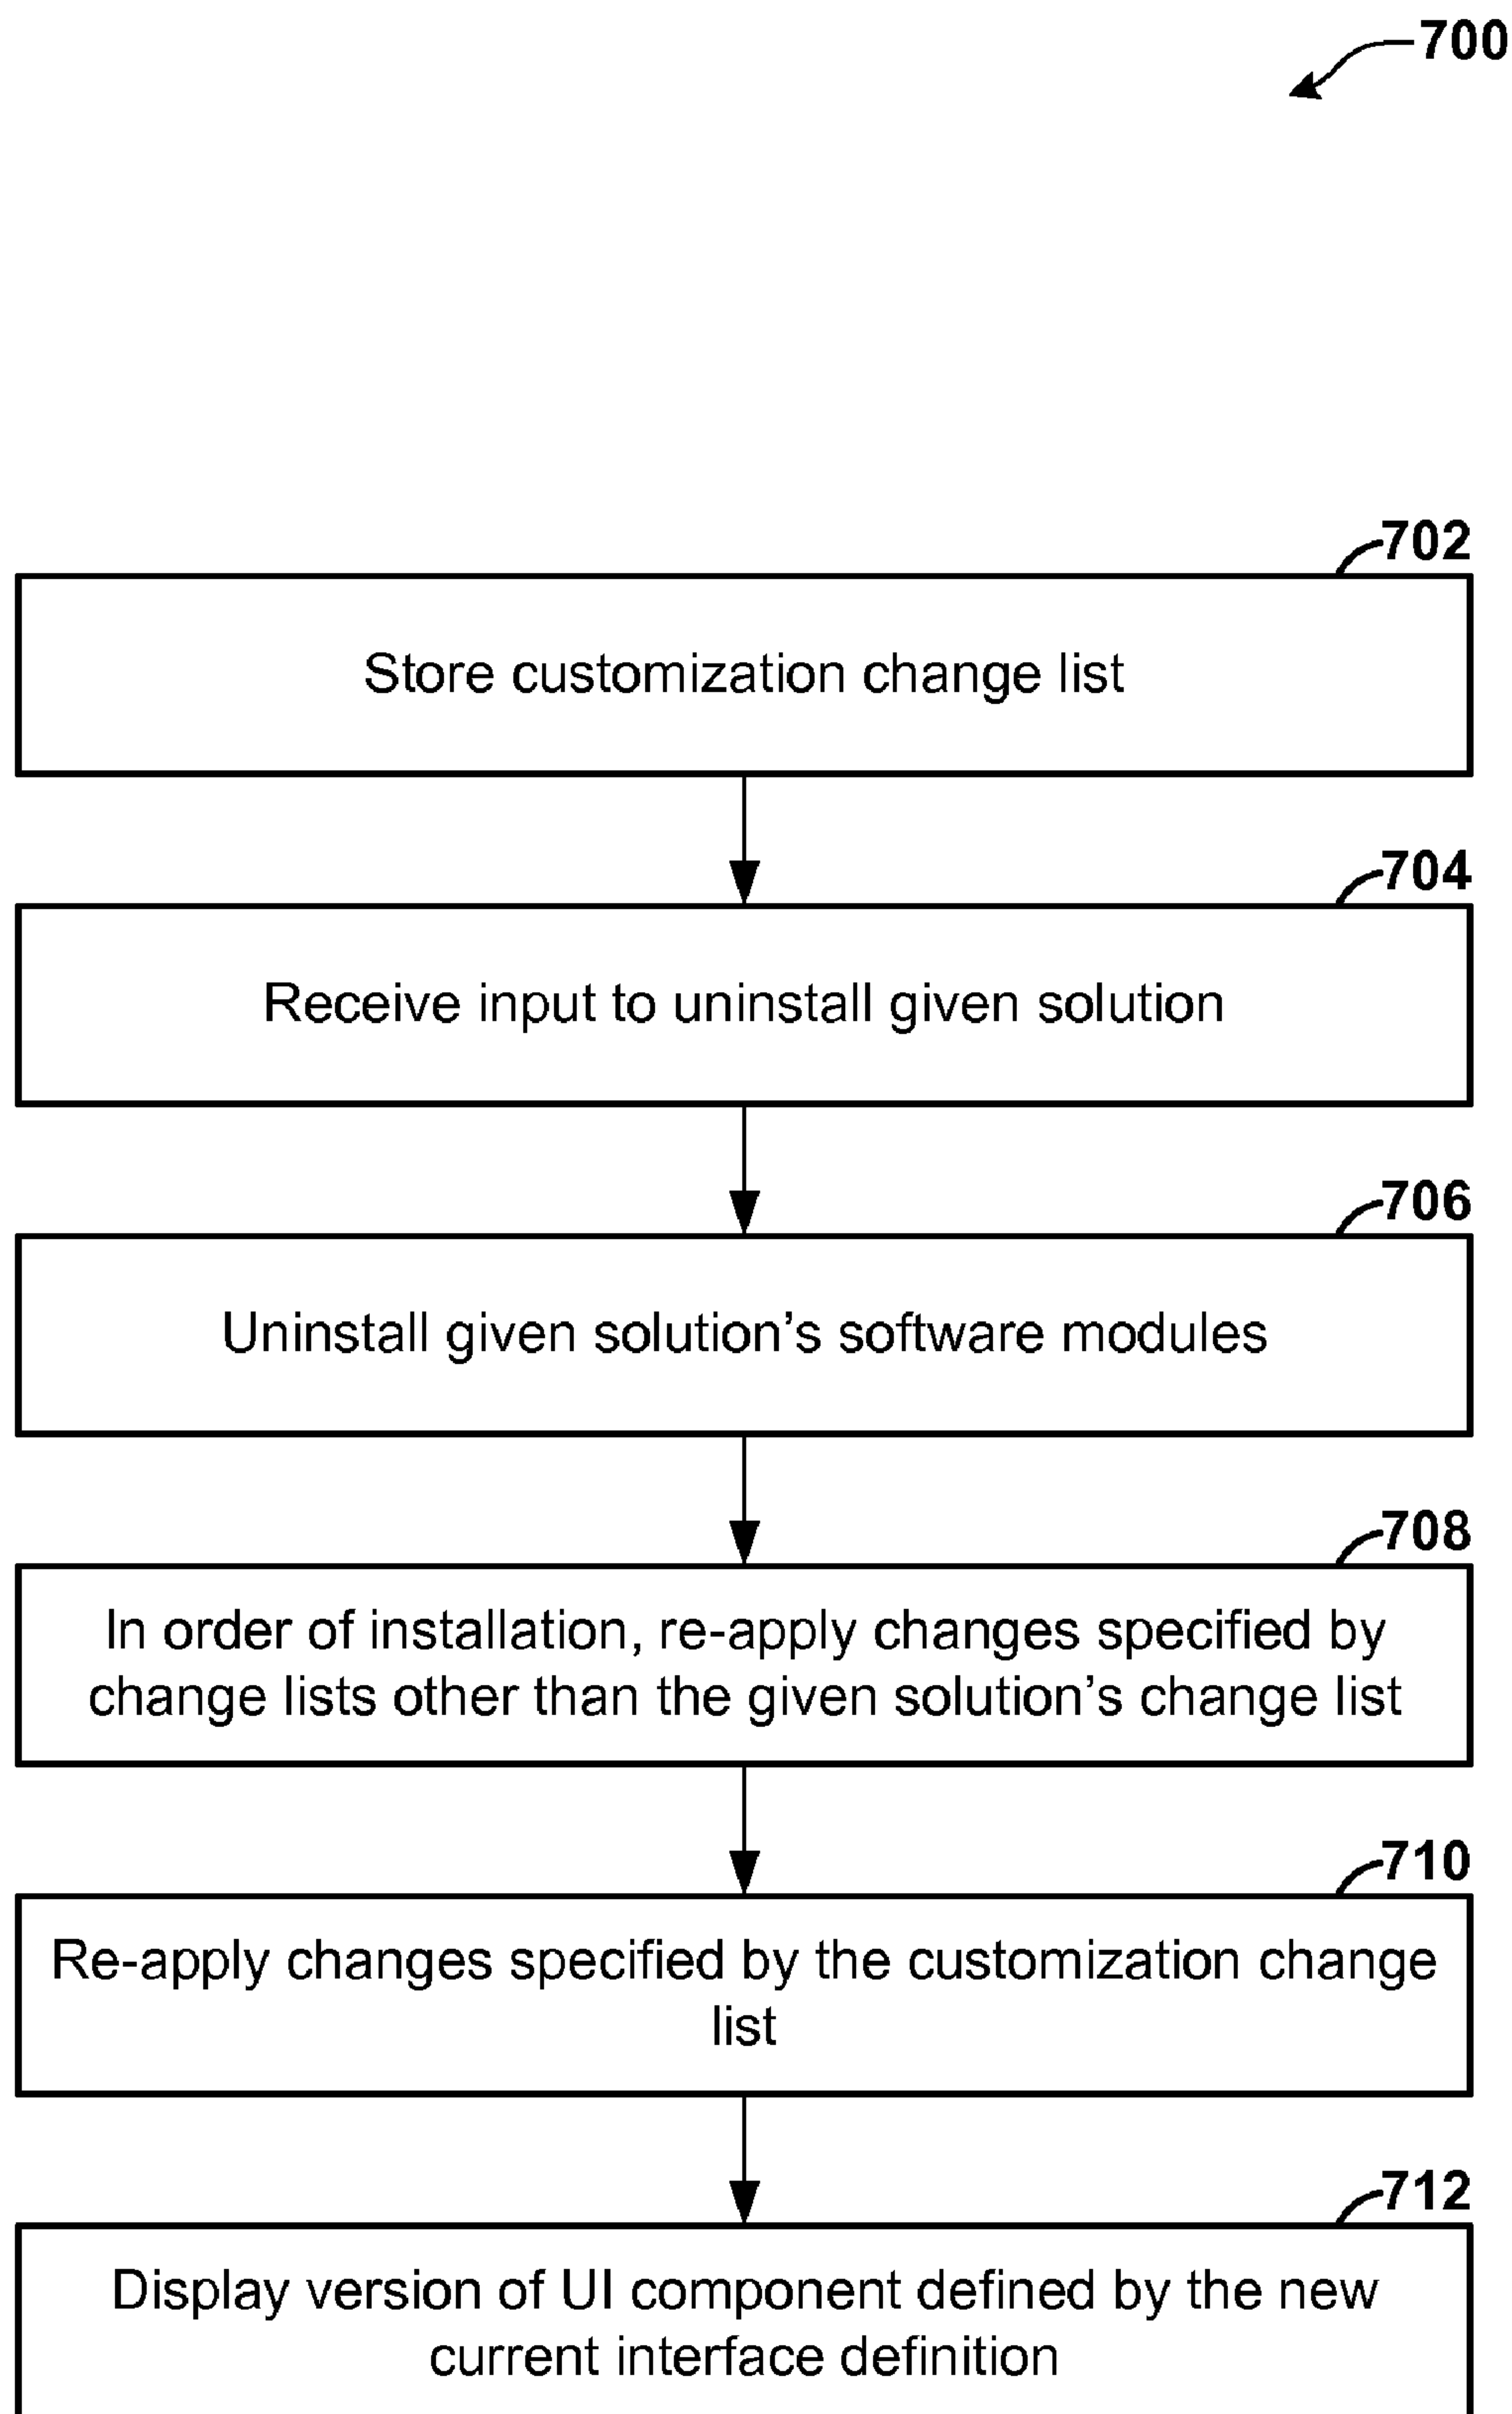 700
702
Store customization change list
704
Receive input to uninstall given solution
706
Uninstall given solution’s software modules
708
In order of installation, re-apply changes specified by
change lists other than the given solution’s change list
710
Re-apply changes specified by the customization change
list
712
Display version of UI component defined by the new
current interface definition